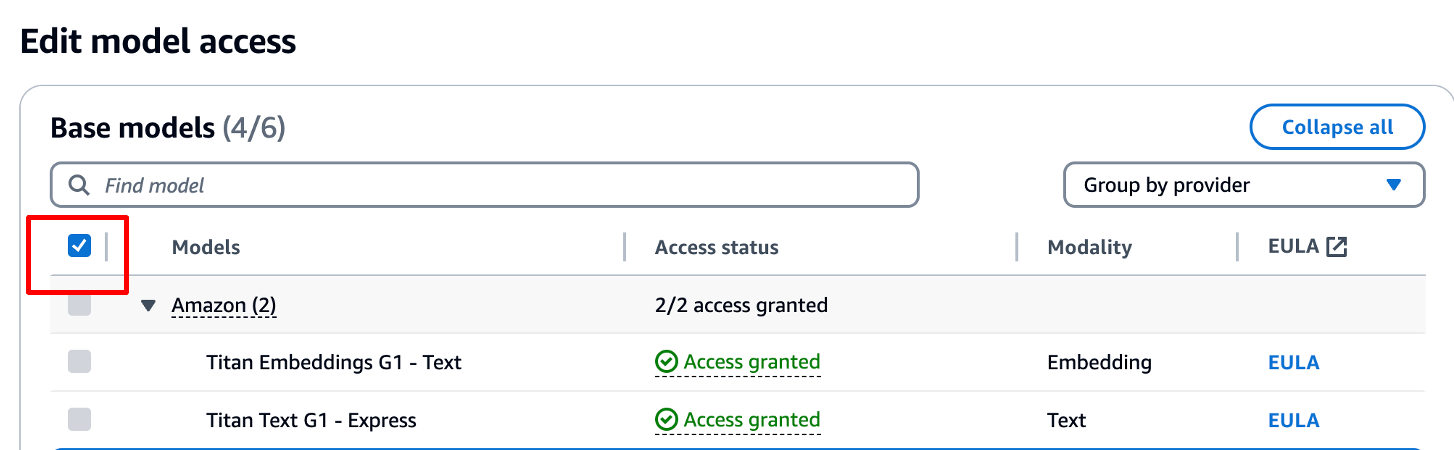 Edit model access
Base models (4/6)
Collapse all
Find model
Group by provider
Models Access status Modality EULA
Amazon (2) 2/2 access granted
Titan Embeddings G1 - Text Access granted Embedding EULA
Titan Text G1 - Express Access granted Text EULA